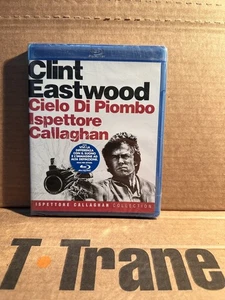 Clint
Eastwood
Cielo Di Piombo
Ispettore
Callaghan
ISPETTORE CALLAGHAN COLLECTION
T·Trane